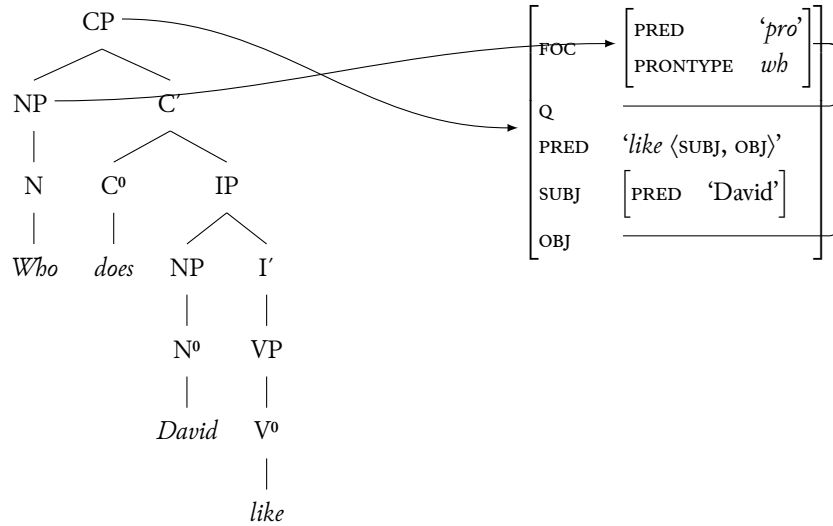 CP
NP C′
N C⁰ IP
Who does NP I′
N⁰ VP
David V⁰
like
FOC PRED ‘pro’
PRONTYPE wh
Q
PRED ‘like ⟨SUBJ, OBJ⟩’
SUBJ PRED ‘David’
OBJ